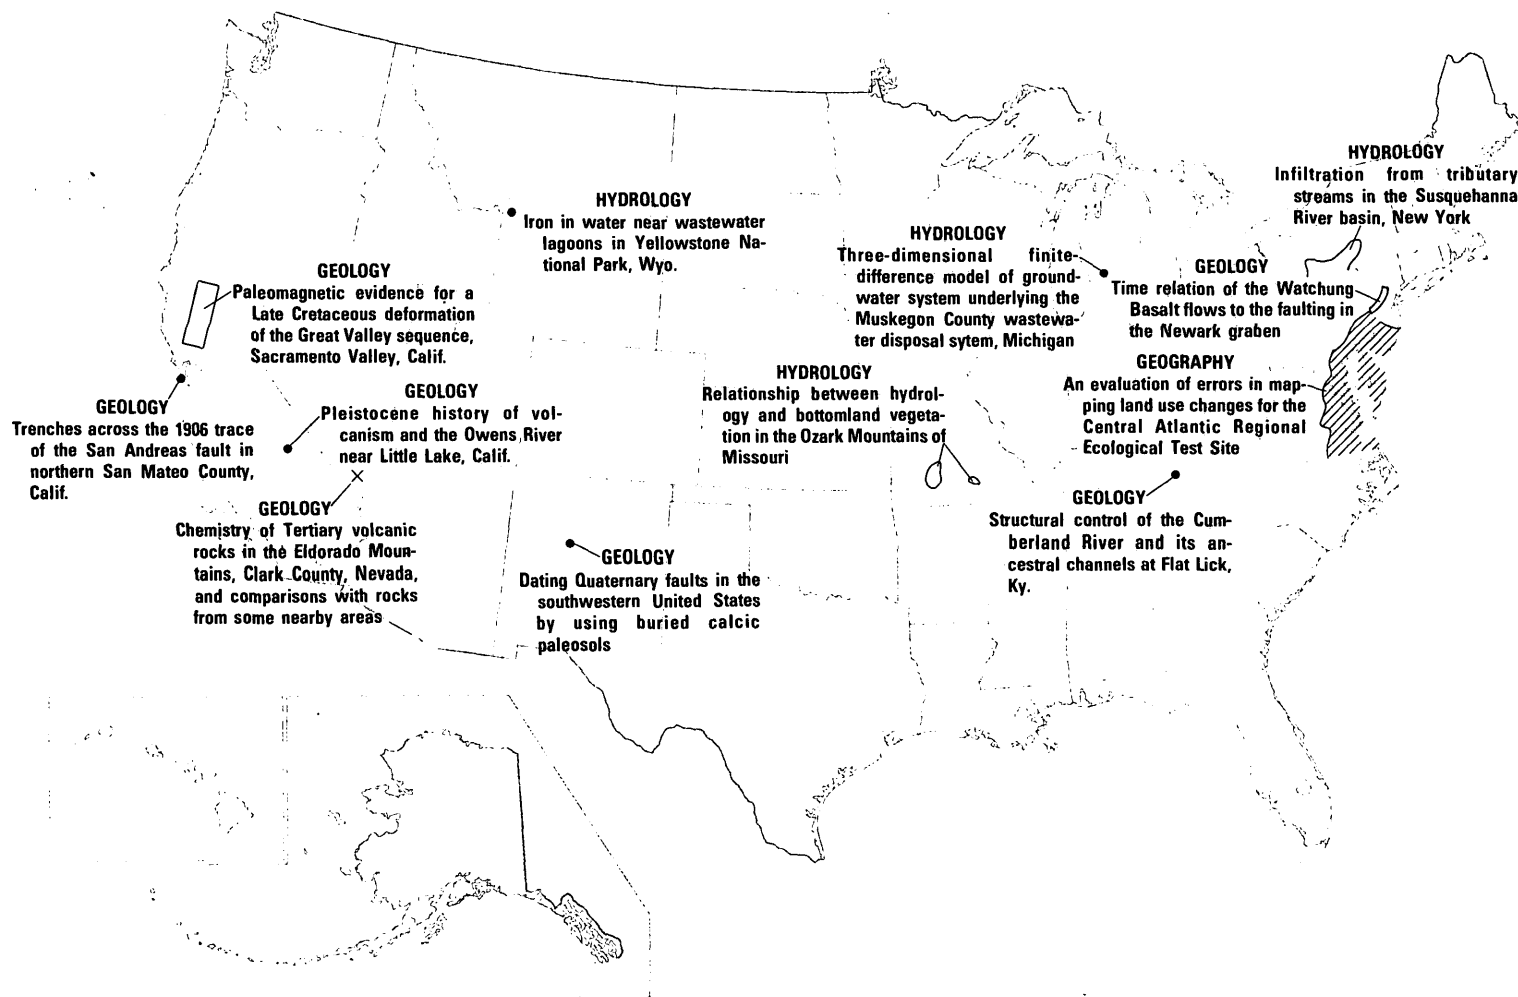 HYDROLOGY
Infiltration from tributary
streams in the Susquehanna
River basin, New York
HYDROLOGY
Iron in water near wastewater
lagoons in Yellowstone Na-
tional Park, Wyo.
HYDROLOGY
Three-dimensional finite-
difference model of ground-
water system underlying the
Muskegon County wastewa-
ter disposal sytem, Michigan
GEOLOGY
Time relation of the Watchung
Basalt flows to the faulting in
the Newark graben
GEOLOGY
Paleomagnetic evidence for a
Late Cretaceous deformation
of the Great Valley sequence,
Sacramento Valley, Calif.
GEOGRAPHY
An evaluation of errors in map-
ping land use changes for the
Central Atlantic Regional
Ecological Test Site
HYDROLOGY
Relationship between hydrol-
ogy and bottomland vegeta-
tion in the Ozark Mountains of
Missouri
GEOLOGY
Pleistocene history of vol-
canism and the Owens River
near Little Lake, Calif.
GEOLOGY
Trenches across the 1906 trace
of the San Andreas fault in
northern San Mateo County,
Calif.
GEOLOGY
Structural control of the Cum-
berland River and its an-
cestral channels at Flat Lick,
Ky.
GEOLOGY
Chemistry of Tertiary volcanic
rocks in the Eldorado Moun-
tains, Clark County, Nevada,
and comparisons with rocks
from some nearby areas
GEOLOGY
Dating Quaternary faults in the
southwestern United States
by using buried calcic
paleosols